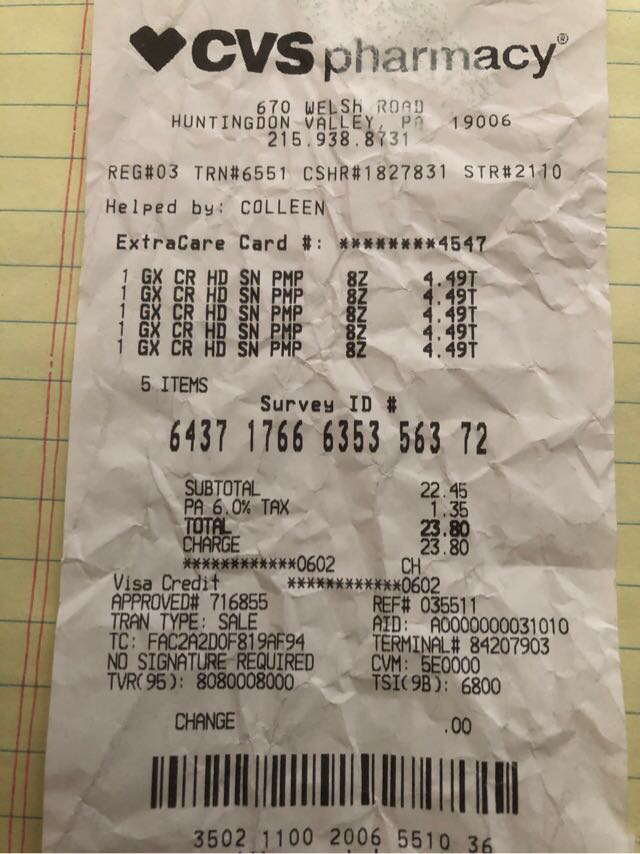 CVS pharmacy®
670 WELSH ROAD
HUNTINGDON VALLEY, PA 19006
215.938.8731
REG#03 TRN#6551 CSHR#1827831 STR#2110
Helped by: COLLEEN
ExtraCare Card #: ********4547
1 GX CR HD SN PMP 8Z 4.49T
1 GX CR HD SN PMP 8Z 4.49T
1 GX CR HD SN PMP 8Z 4.49T
1 GX CR HD SN PMP 8Z 4.49T
1 GX CR HD SN PMP 8Z 4.49T
5 ITEMS
Survey ID #
6437 1766 6353 563 72
SUBTOTAL 22.45
PA 6.0% TAX 1.35
TOTAL 23.80
CHARGE 23.80
************0602 CH
Visa Credit ************0602
APPROVED# 716855 REF# 035511
TRAN TYPE: SALE AID: A0000000031010
TC: FAC2A2D0F819AF94 TERMINAL# 84207903
NO SIGNATURE REQUIRED CVM: 5E0000
TVR(95): 8080008000 TSI(9B): 6800
CHANGE .00
3502 1100 2006 5510 36